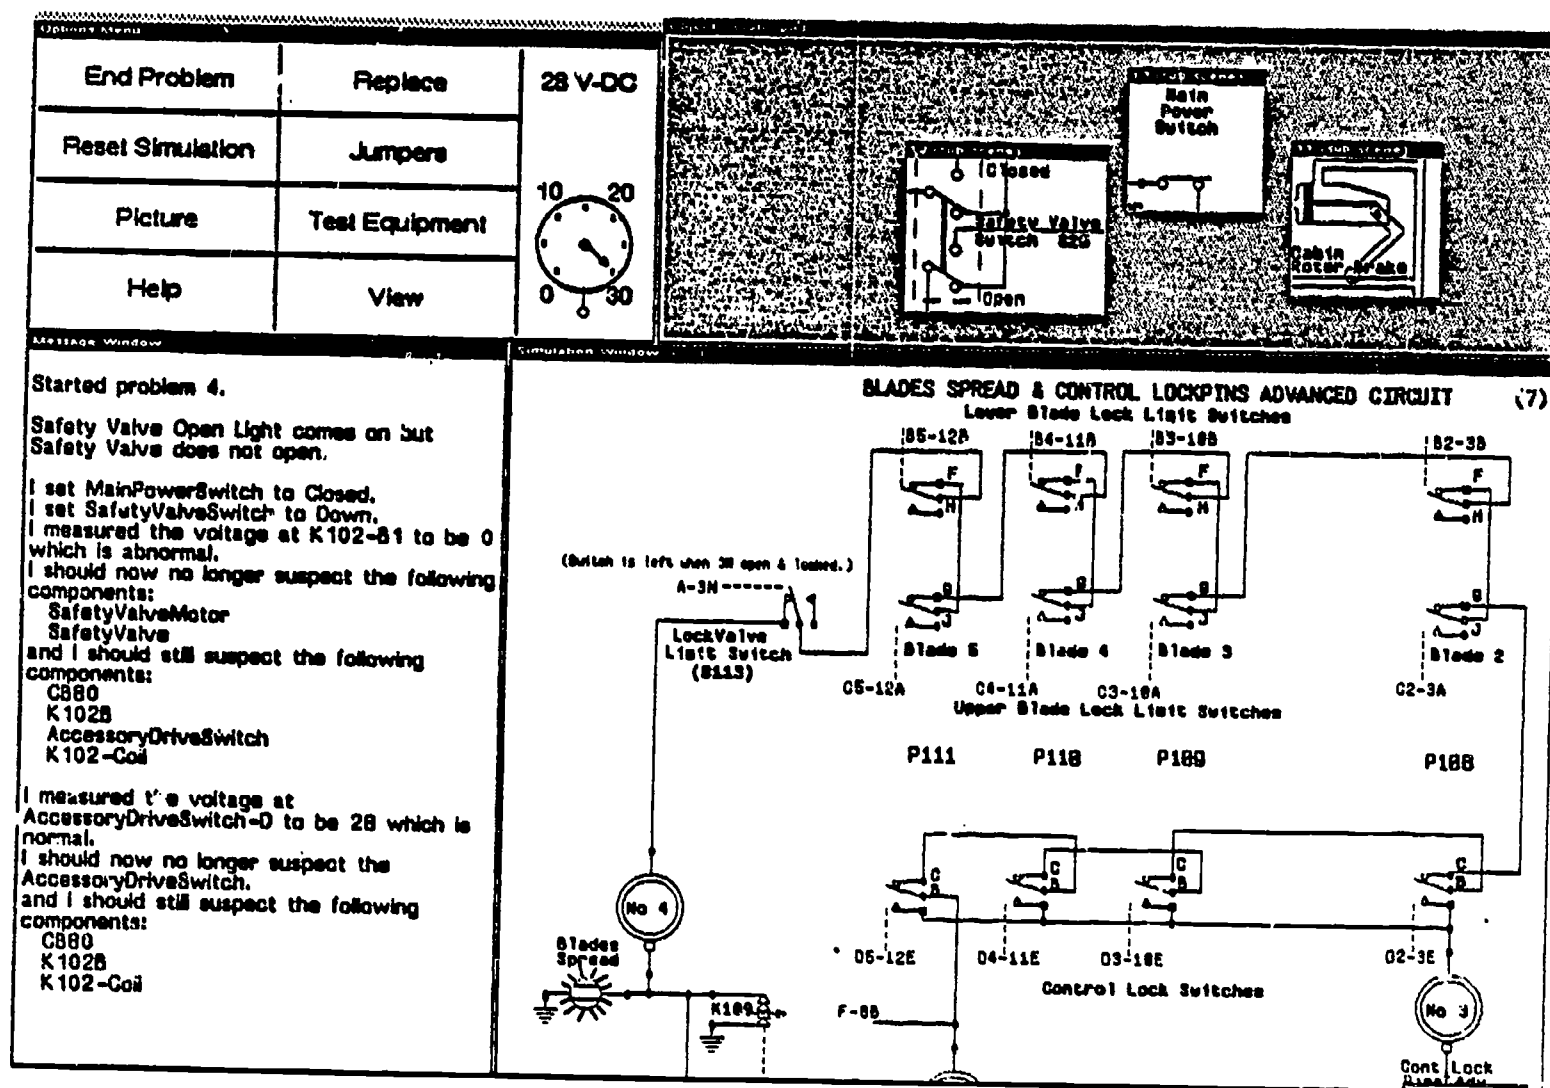 Options Menu
End Problem
Replace
28 V-DC
Reset Simulation
Jumpers
Picture
Test Equipment
Help
View
10
20
0
30
Main
Power
Switch
Closed
Safety Valve
Switch S26
Open
Cabin
Rotor Brake
Message Window
Started problem 4.
Safety Valve Open Light comes on but
Safety Valve does not open.
I set MainPowerSwitch to Closed.
I set SafetyValveSwitch to Down.
I measured the voltage at K102-B1 to be 0
which is abnormal.
I should now no longer suspect the following
components:
SafetyValveMotor
SafetyValve
and I should still suspect the following
components:
CB80
K102B
AccessoryDriveSwitch
K102-Coil
I measured the voltage at
AccessoryDriveSwitch-D to be 28 which is
normal.
I should now no longer suspect the
AccessoryDriveSwitch.
and I should still suspect the following
components:
CB80
K102B
K102-Coil
Simulation Window
BLADES SPREAD & CONTROL LOCKPINS ADVANCED CIRCUIT (7)
Lower Blade Lock Limit Switches
B5-12B
B4-11B
B3-10B
B2-3B
F
H
F
F
H
F
H
(Switch is left when open & locked.)
A-3N
LockValve
Limit Switch
(S113)
G
J
G
J
G
J
G
J
Blade 5
Blade 4
Blade 3
Blade 2
C5-12A
C4-11A
C3-10A
C2-3A
Upper Blade Lock Limit Switches
P111
P110
P109
P108
C
B
A
C
B
A
C
B
A
C
B
A
No 4
Blades
Spread
D5-12E
D4-11E
D3-10E
D2-3E
Control Lock Switches
K109
F-8B
No 3
Cont Lock